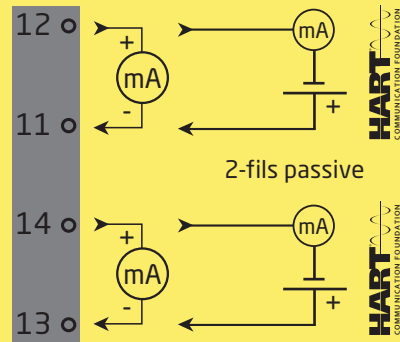 12
+
mA
-
mA
+
11
HART
COMMUNICATION FOUNDATION
2-fils passive
14
+
mA
-
mA
+
13
HART
COMMUNICATION FOUNDATION